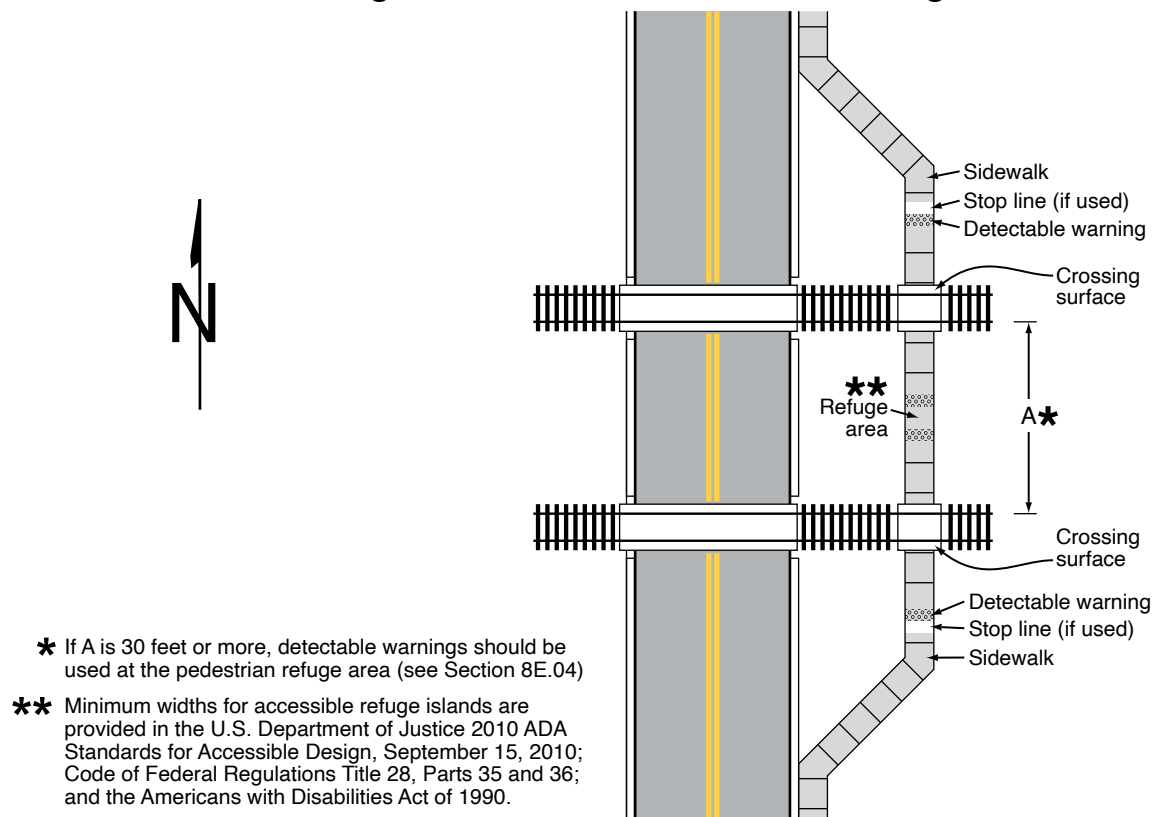 Sidewalk
Stop line (if used)
Detectable warning
Crossing
surface
N
**
Refuge
area
A*
Crossing
surface
Detectable warning
Stop line (if used)
Sidewalk
* If A is 30 feet or more, detectable warnings should be
used at the pedestrian refuge area (see Section 8E.04)
** Minimum widths for accessible refuge islands are
provided in the U.S. Department of Justice 2010 ADA
Standards for Accessible Design, September 15, 2010;
Code of Federal Regulations Title 28, Parts 35 and 36;
and the Americans with Disabilities Act of 1990.